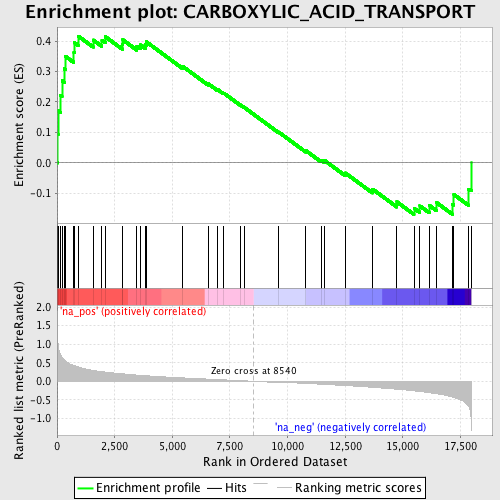 Enrichment plot: CARBOXYLIC_ACID_TRANSPORT
Enrichment score (ES)
0.4
0.3
0.2
0.1
0.0
-0.1
Ranked list metric (PreRanked)
2.0
1.5
1.0
0.5
0.0
-0.5
-1.0
'na_pos' (positively correlated)
Zero cross at 8540
'na_neg' (negatively correlated)
0 2,500 5,000 7,500 10,000 12,500 15,000 17,500
Rank in Ordered Dataset
Enrichment profile Hits Ranking metric scores